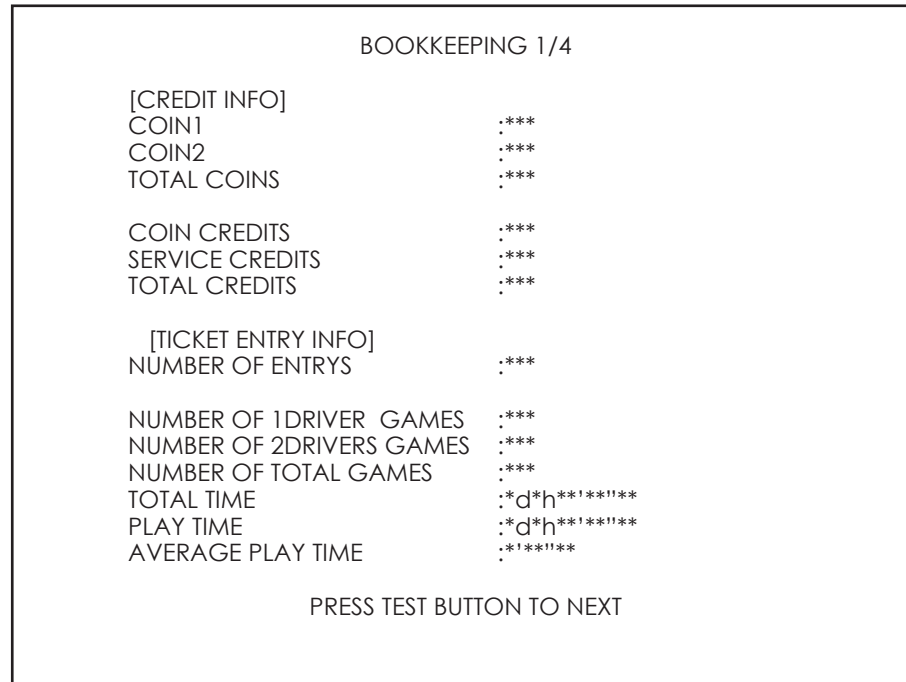 BOOKKEEPING 1/4
[CREDIT INFO]
COIN1 :***
COIN2 :***
TOTAL COINS :***
COIN CREDITS :***
SERVICE CREDITS :***
TOTAL CREDITS :***
[TICKET ENTRY INFO]
NUMBER OF ENTRYS :***
NUMBER OF 1DRIVER GAMES :***
NUMBER OF 2DRIVERS GAMES :***
NUMBER OF TOTAL GAMES :***
TOTAL TIME :*d*h**’**”**
PLAY TIME :*d*h**’**”**
AVERAGE PLAY TIME :*’**”**
PRESS TEST BUTTON TO NEXT